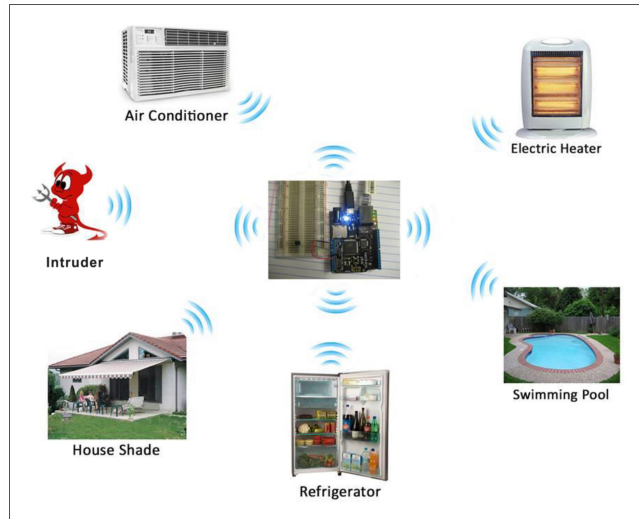 Air Conditioner
Electric Heater
Intruder
House Shade
Swimming Pool
Refrigerator